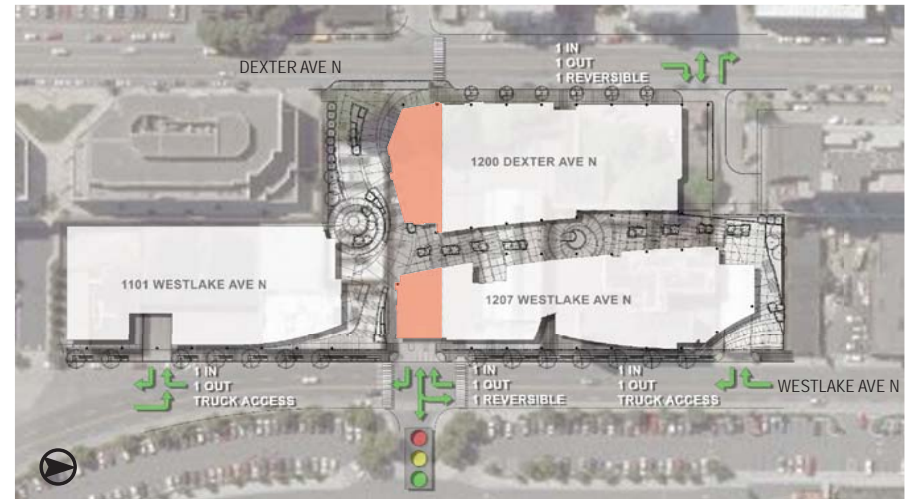 DEXTER AVE N
1 IN
1 OUT
1 REVERSIBLE
1200 DEXTER AVE N
1101 WESTLAKE AVE N
1207 WESTLAKE AVE N
1 IN
1 OUT
TRUCK ACCESS
1 IN
1 OUT
1 REVERSIBLE
1 IN
1 OUT
TRUCK ACCESS
WESTLAKE AVE N